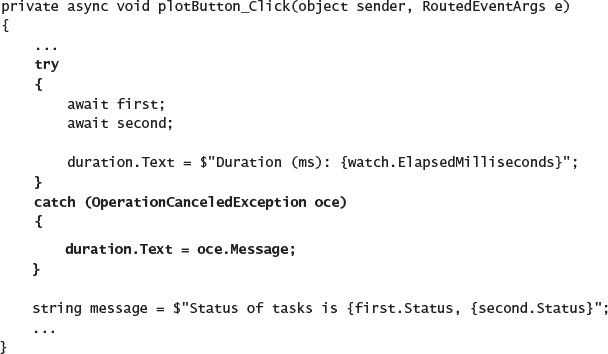 private async void plotButton_Click(object sender, RoutedEventArgs e)
{
    ...
    try
    {
        await first;
        await second;

        duration.Text = $"Duration (ms): {watch.ElapsedMilliseconds}";
    }
    catch (OperationCanceledException oce)
    {
        duration.Text = oce.Message;
    }

    string message = $"Status of tasks is {first.Status, {second.Status}";
    ...
}